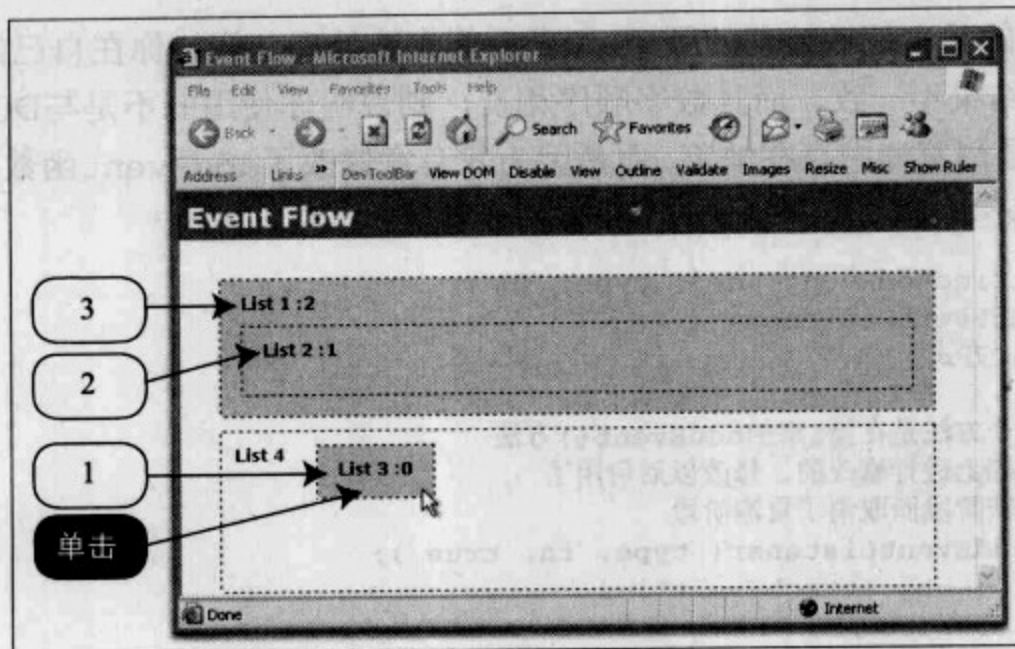 Event Flow - Microsoft Internet Explorer
File Edit View Favorites Tools Help
Back Search Favorites
Address Links » DevToolBar View DOM Disable View Outline Validate Images Resize Misc Show Ruler
Event Flow
3
List 1 :2
2
List 2 :1
1
List 4
List 3 :0
单击
Done
Internet